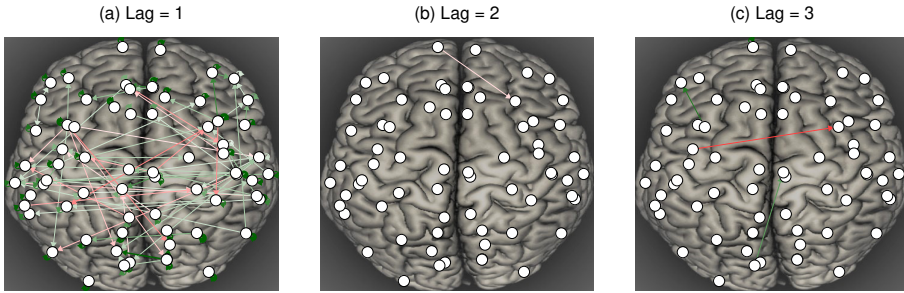 (a) Lag = 1
(b) Lag = 2
(c) Lag = 3